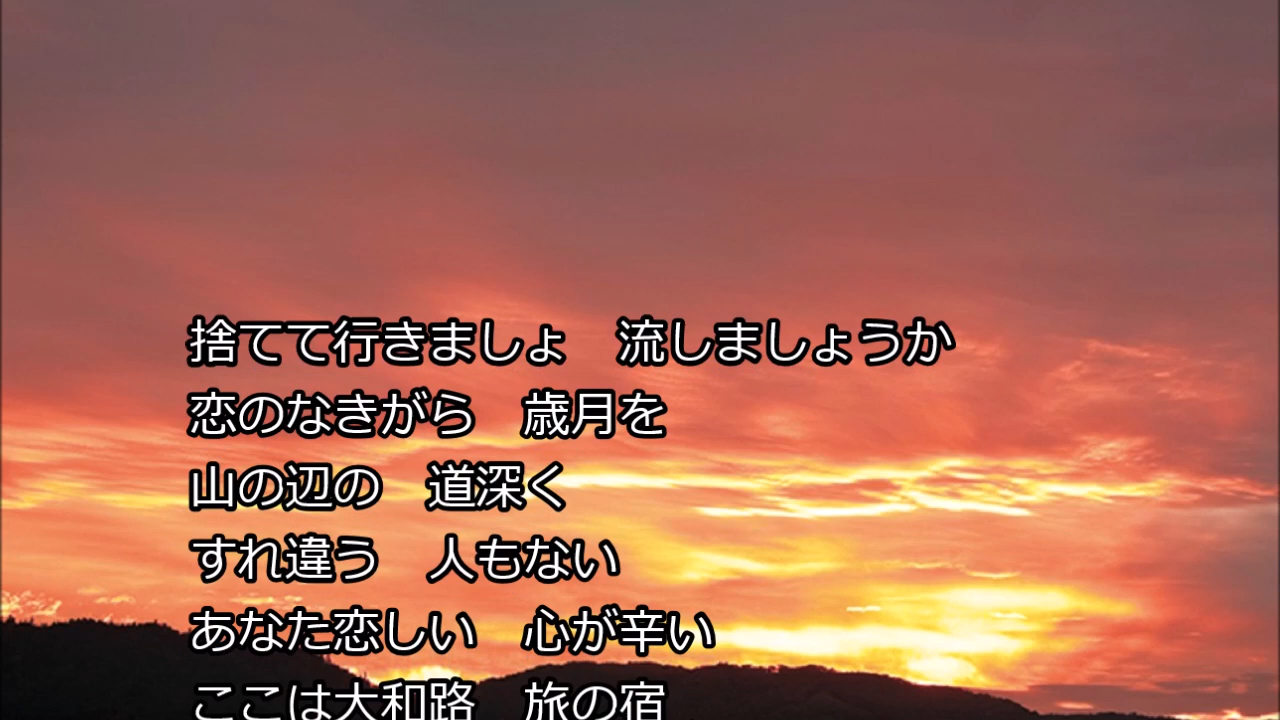 捨てて行きましょ　流しましょうか
恋のなきがら　歳月を
山の辺の　道深く
すれ違う　人もない
あなた恋しい　心が辛い
ここは大和路　旅の宿